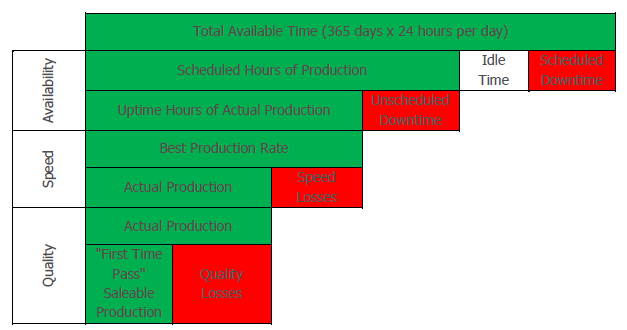 Total Available Time (365 days x 24 hours per day)
Availability
Scheduled Hours of Production
Idle
Time
Scheduled
Downtime
Uptime Hours of Actual Production
Unscheduled
Downtime
Speed
Best Production Rate
Actual Production
Speed
Losses
Quality
Actual Production
"First Time
Pass"
Saleable
Production
Quality
Losses